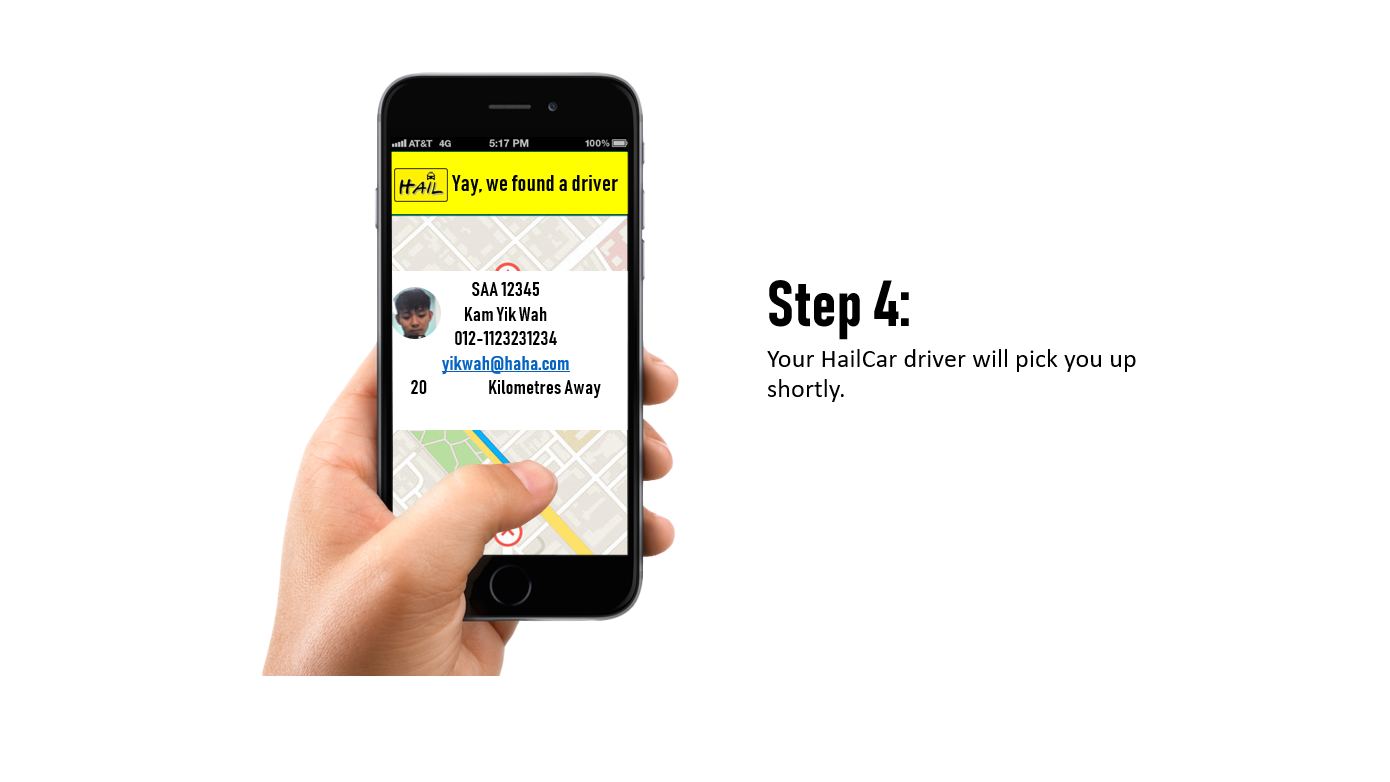 AT&T 4G 5:17 PM 100%
HAIL Yay, we found a driver
SAA 12345
Kam Yik Wah
012-1123231234
yikwah@haha.com
20 Kilometres Away
Step 4:
Your HailCar driver will pick you up
shortly.